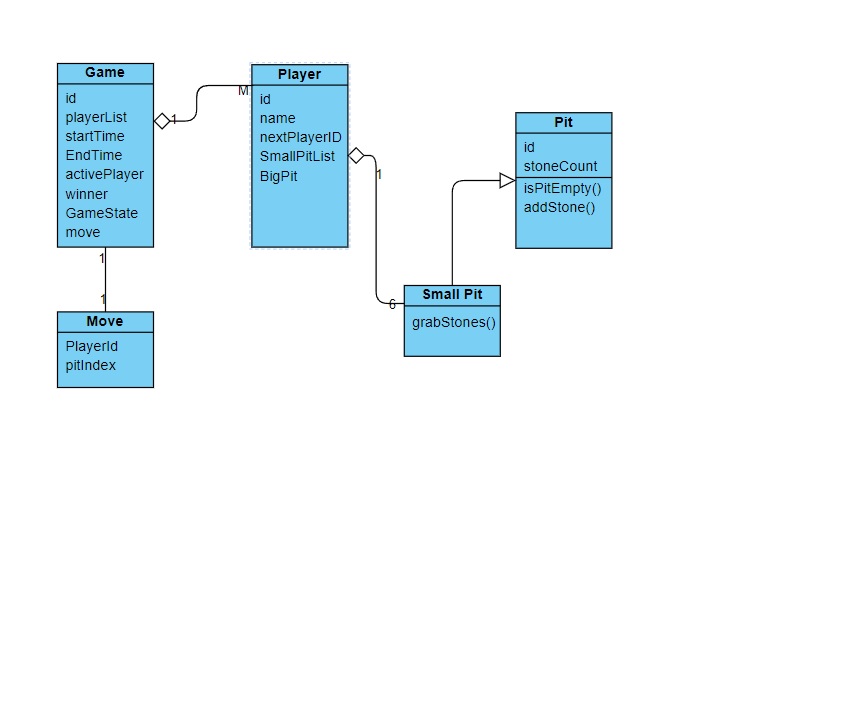 Game
id
playerList
startTime
EndTime
activePlayer
winner
GameState
move
1
M
Player
id
name
nextPlayerID
SmallPitList
BigPit
1
6
Pit
id
stoneCount
isPitEmpty()
addStone()
Small Pit
grabStones()
1
1
Move
PlayerId
pitIndex